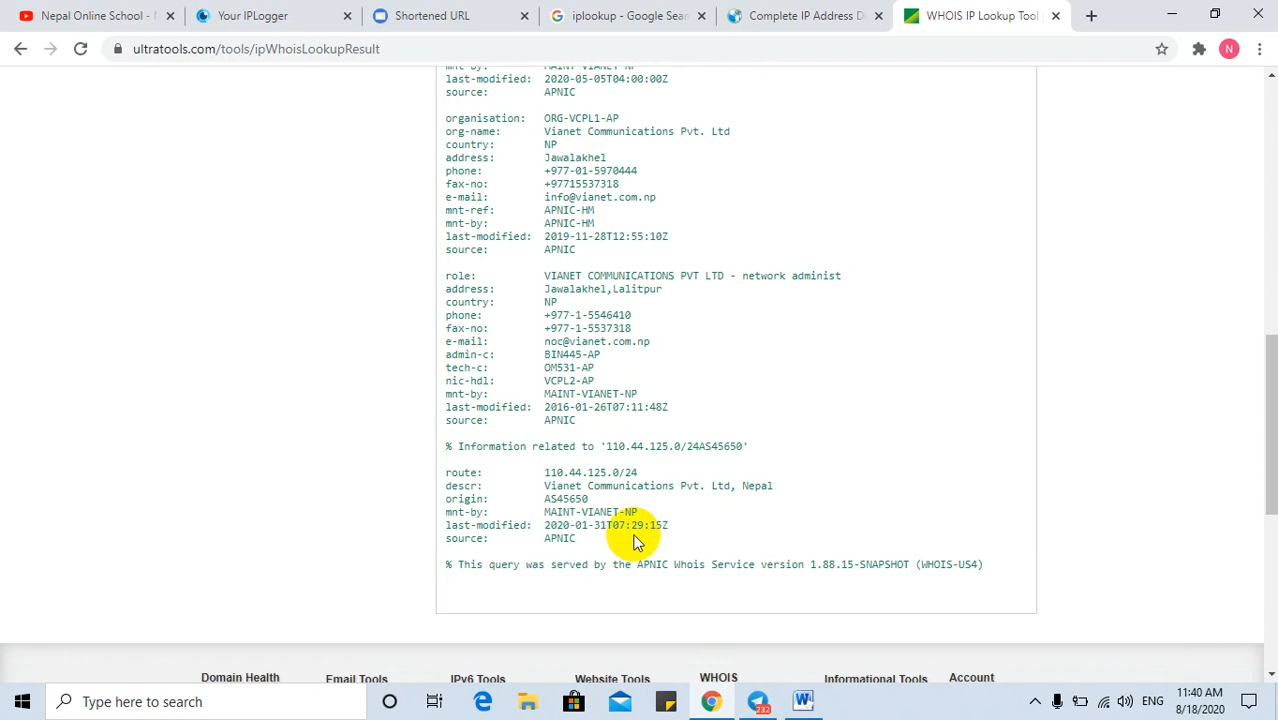 Nepal Online School -
Your IPLogger
Shortened URL
iplookup - Google Sear
Complete IP Address D
WHOIS IP Lookup Tool
ultratools.com/tools/ipWhoisLookupResult
N
mnt-by: MAINT-VIANET-NP
last-modified: 2020-05-05T04:00:00Z
source: APNIC
organisation: ORG-VCPL1-AP
org-name: Vianet Communications Pvt. Ltd
country: NP
address: Jawalakhel
phone: +977-01-5970444
fax-no: +97715537318
e-mail: info@vianet.com.np
mnt-ref: APNIC-HM
mnt-by: APNIC-HM
last-modified: 2019-11-28T12:55:10Z
source: APNIC
role: VIANET COMMUNICATIONS PVT LTD - network administ
address: Jawalakhel,Lalitpur
country: NP
phone: +977-1-5546410
fax-no: +977-1-5537318
e-mail: noc@vianet.com.np
admin-c: BIN445-AP
tech-c: OM531-AP
nic-hdl: VCPL2-AP
mnt-by: MAINT-VIANET-NP
last-modified: 2016-01-26T07:11:48Z
source: APNIC
% Information related to '110.44.125.0/24AS45650'
route: 110.44.125.0/24
descr: Vianet Communications Pvt. Ltd, Nepal
origin: AS45650
mnt-by: MAINT-VIANET-NP
last-modified: 2020-01-31T07:29:15Z
source: APNIC
% This query was served by the APNIC Whois Service version 1.88.15-SNAPSHOT (WHOIS-US4)
Domain Health
Email Tools
IPv6 Tools
Website Tools
WHOIS
Informational Tools
Account
Type here to search
232
ENG
11:40 AM
8/18/2020